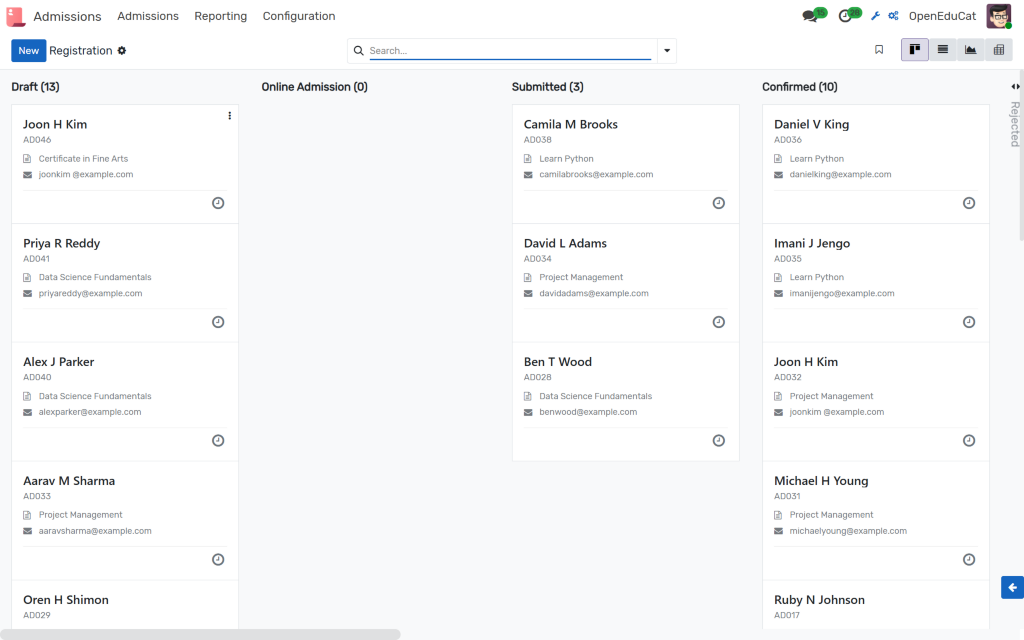 Admissions Admissions Reporting Configuration 15 28 OpenEduCat
New Registration Search...
Draft (13)
Joon H Kim
AD046
Certificate in Fine Arts
joonkim @example.com
Priya R Reddy
AD041
Data Science Fundamentals
priyareddy@example.com
Alex J Parker
AD040
Data Science Fundamentals
alexparker@example.com
Aarav M Sharma
AD033
Project Management
aaravsharma@example.com
Oren H Shimon
AD029
Online Admission (0)
Submitted (3)
Camila M Brooks
AD038
Learn Python
camilabrooks@example.com
David L Adams
AD034
Project Management
davidadams@example.com
Ben T Wood
AD028
Data Science Fundamentals
benwood@example.com
Confirmed (10)
Daniel V King
AD036
Learn Python
danielking@example.com
Imani J Jengo
AD035
Learn Python
imanijengo@example.com
Joon H Kim
AD032
Project Management
joonkim @example.com
Michael H Young
AD031
Project Management
michaelyoung@example.com
Ruby N Johnson
AD017
Rejected